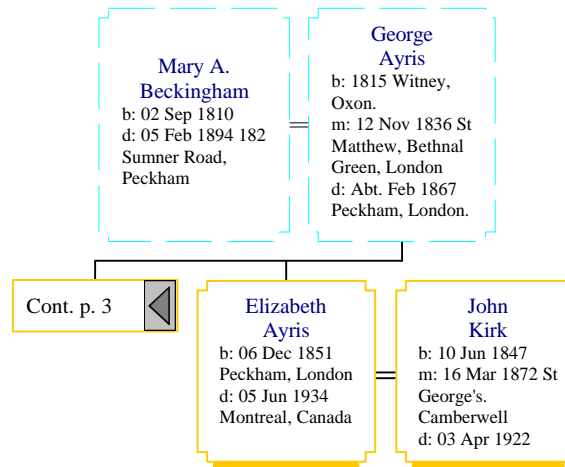 Mary A.
Beckingham
b: 02 Sep 1810
d: 05 Feb 1894 182
Sumner Road,
Peckham
George
Ayris
b: 1815 Witney,
Oxon.
m: 12 Nov 1836 St
Matthew, Bethnal
Green, London
d: Abt. Feb 1867
Peckham, London.
Cont. p. 3
Elizabeth
Ayris
b: 06 Dec 1851
Peckham, London
d: 05 Jun 1934
Montreal, Canada
John
Kirk
b: 10 Jun 1847
m: 16 Mar 1872 St
George's.
Camberwell
d: 03 Apr 1922